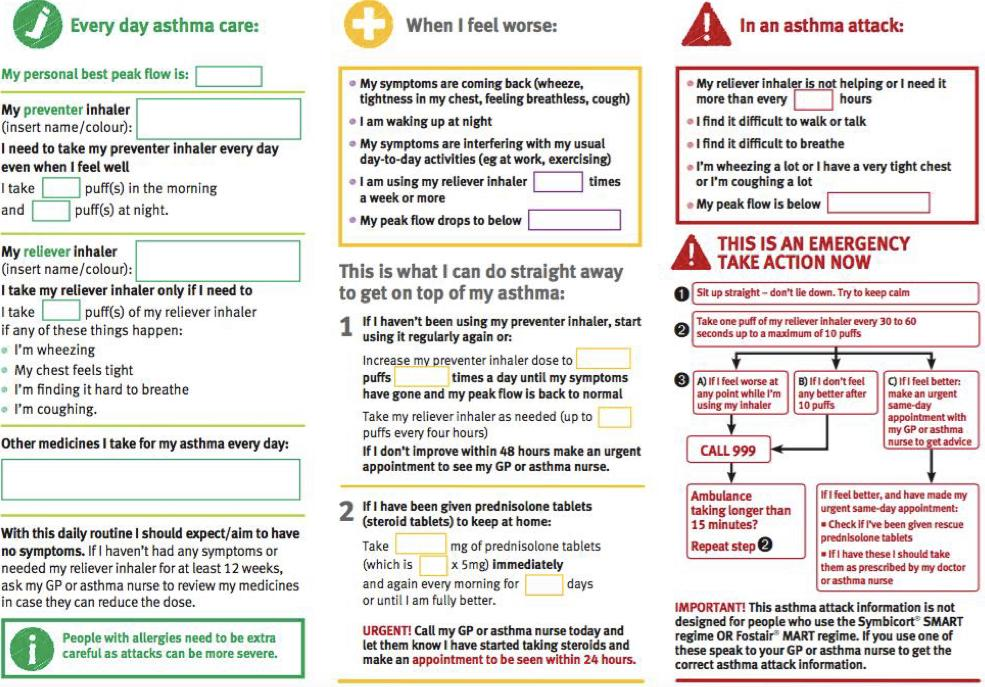 Every day asthma care:
My personal best peak flow is:
My preventer inhaler
(insert name/colour):
I need to take my preventer inhaler every day
even when I feel well
I take puff(s) in the morning
and puff(s) at night.
My reliever inhaler
(insert name/colour):
I take my reliever inhaler only if I need to
I take puff(s) of my reliever inhaler
if any of these things happen:
• I'm wheezing
• My chest feels tight
• I'm finding it hard to breathe
• I'm coughing.
Other medicines I take for my asthma every day:
With this daily routine I should expect/aim to have
no symptoms. If I haven't had any symptoms or
needed my reliever inhaler for at least 12 weeks,
ask my GP or asthma nurse to review my medicines
in case they can reduce the dose.
i
People with allergies need to be extra
careful as attacks can be more severe.
When I feel worse:
• My symptoms are coming back (wheeze,
tightness in my chest, feeling breathless, cough)
• I am waking up at night
• My symptoms are interfering with my usual
day-to-day activities (eg at work, exercising)
• I am using my reliever inhaler times
a week or more
• My peak flow drops to below
This is what I can do straight away
to get on top of my asthma:
1 If I haven't been using my preventer inhaler, start
using it regularly again or:
Increase my preventer inhaler dose to
puffs times a day until my symptoms
have gone and my peak flow is back to normal
Take my reliever inhaler as needed (up to
puffs every four hours)
If I don't improve within 48 hours make an urgent
appointment to see my GP or asthma nurse.
2 If I have been given prednisolone tablets
(steroid tablets) to keep at home:
Take mg of prednisolone tablets
(which is x 5mg) immediately
and again every morning for days
or until I am fully better.
URGENT! Call my GP or asthma nurse today and
let them know I have started taking steroids and
make an appointment to be seen within 24 hours.
In an asthma attack:
• My reliever inhaler is not helping or I need it
more than every hours
• I find it difficult to walk or talk
• I find it difficult to breathe
• I'm wheezing a lot or I have a very tight chest
or I'm coughing a lot
• My peak flow is below
THIS IS AN EMERGENCY
TAKE ACTION NOW
1 Sit up straight – don't lie down. Try to keep calm
2 Take one puff of my reliever inhaler every 30 to 60
seconds up to a maximum of 10 puffs
3 A) If I feel worse at
any point while I'm
using my inhaler
B) If I don't feel
any better after
10 puffs
C) If I feel better:
make an urgent
same-day
appointment with
my GP or asthma
nurse to get advice
CALL 999
Ambulance
taking longer than
15 minutes?
Repeat step 2
If I feel better, and have made my
urgent same-day appointment:
▪ Check if I've been given rescue
prednisolone tablets
▪ If I have these I should take
them as prescribed by my doctor
or asthma nurse
IMPORTANT! This asthma attack information is not
designed for people who use the Symbicort® SMART
regime OR Fostair® MART regime. If you use one of
these speak to your GP or asthma nurse to get the
correct asthma attack information.